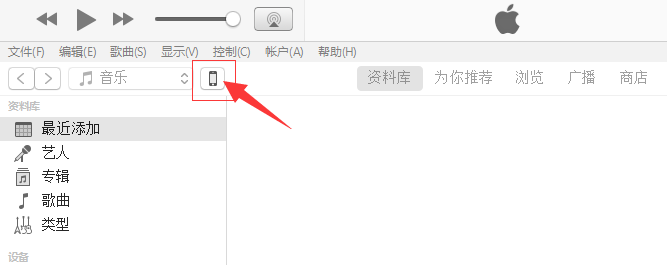 文件(F) 编辑(E) 歌曲(S) 显示(V) 控制(C) 帐户(A) 帮助(H)
音乐 资料库 为你推荐 浏览 广播 商店
资料库
最近添加
艺人
专辑
歌曲
类型
设备